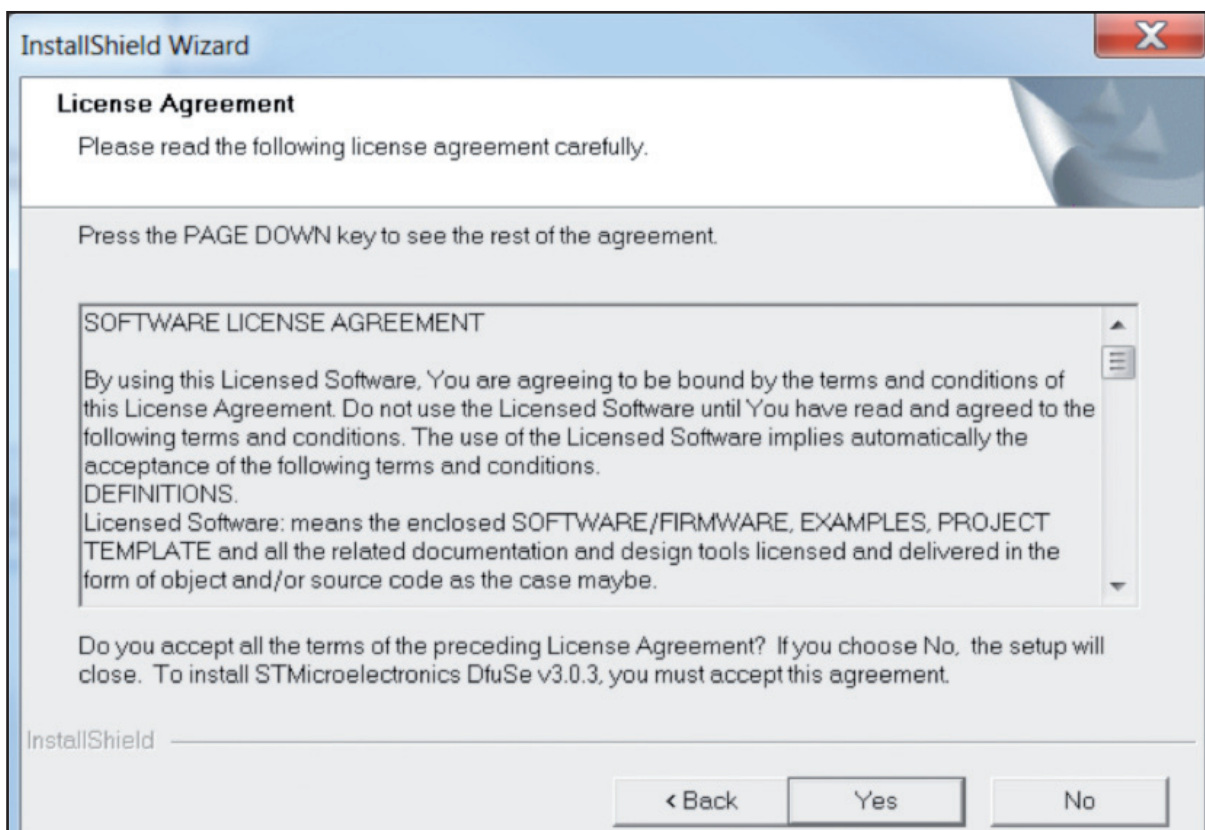 InstallShield Wizard
License Agreement
Please read the following license agreement carefully.
Press the PAGE DOWN key to see the rest of the agreement.
SOFTWARE LICENSE AGREEMENT
By using this Licensed Software, You are agreeing to be bound by the terms and conditions of
this License Agreement. Do not use the Licensed Software until You have read and agreed to the
following terms and conditions. The use of the Licensed Software implies automatically the
acceptance of the following terms and conditions.
DEFINITIONS.
Licensed Software: means the enclosed SOFTWARE/FIRMWARE, EXAMPLES, PROJECT
TEMPLATE and all the related documentation and design tools licensed and delivered in the
form of object and/or source code as the case maybe.
Do you accept all the terms of the preceding License Agreement? If you choose No, the setup will
close. To install STMicroelectronics DfuSe v3.0.3, you must accept this agreement.
InstallShield
< Back Yes No